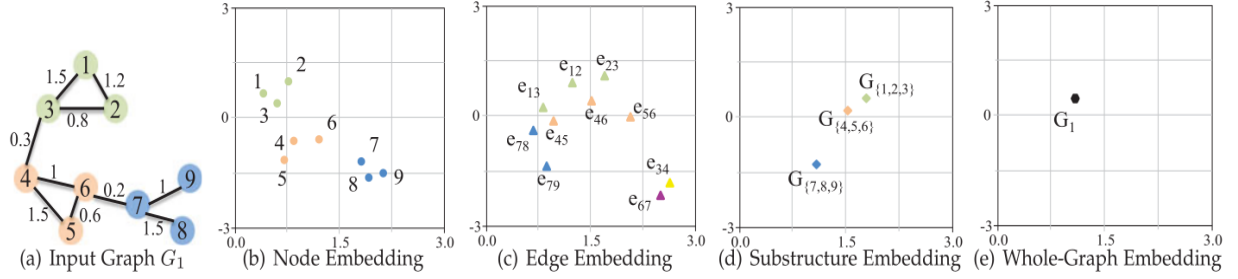 1
1.5
1.2
3
2
0.8
0.3
4
1
6
0.2
1
9
7
1.5
0.6
1.5
8
5
(a) Input Graph G₁
3
0
-3
0.0
1.5
3.0
1
2
3
4
6
5
7
8
9
(b) Node Embedding
3
0
-3
0.0
1.5
3.0
e₁₂
e₂₃
e₁₃
e₄₅
e₄₆
e₅₆
e₇₈
e₇₉
e₃₄
e₆₇
(c) Edge Embedding
3
0
-3
0.0
1.5
3.0
G{1,2,3}
G{4,5,6}
G{7,8,9}
(d) Substructure Embedding
3
0
-3
0.0
1.5
3.0
G₁
(e) Whole-Graph Embedding